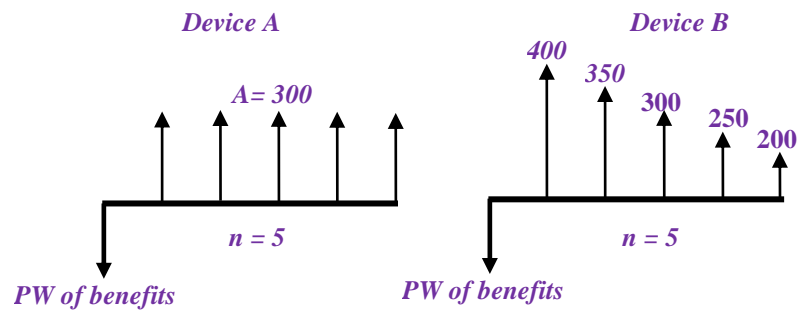 Device A
A= 300
n = 5
PW of benefits
Device B
400
350
300
250
200
n = 5
PW of benefits